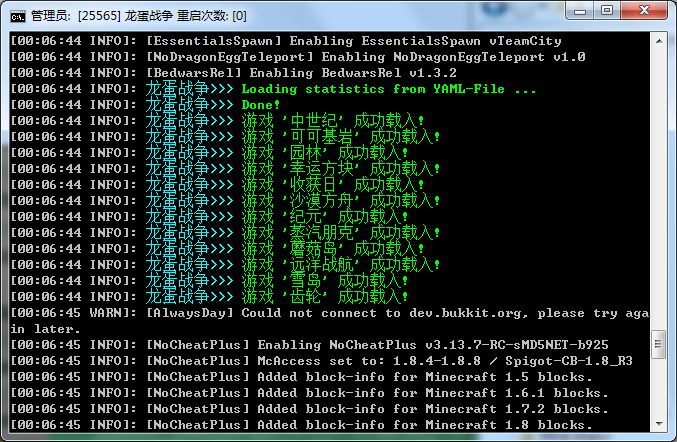 管理员: [25565] 龙蛋战争 重启次数: [0]
[00:06:44 INFO]: [EssentialsSpawn] Enabling EssentialsSpawn vTeamCity
[00:06:44 INFO]: [NoDragonEggTeleport] Enabling NoDragonEggTeleport v1.0
[00:06:44 INFO]: [BedwarsRel] Enabling BedwarsRel v1.3.2
[00:06:44 INFO]: 龙蛋战争>>> Loading statistics from YAML-File ...
[00:06:44 INFO]: 龙蛋战争>>> Done!
[00:06:44 INFO]: 龙蛋战争>>> 游戏 '中世纪' 成功载入!
[00:06:44 INFO]: 龙蛋战争>>> 游戏 '可可基岩' 成功载入!
[00:06:44 INFO]: 龙蛋战争>>> 游戏 '园林' 成功载入!
[00:06:44 INFO]: 龙蛋战争>>> 游戏 '幸运方块' 成功载入!
[00:06:44 INFO]: 龙蛋战争>>> 游戏 '收获日' 成功载入!
[00:06:44 INFO]: 龙蛋战争>>> 游戏 '沙漠方舟' 成功载入!
[00:06:44 INFO]: 龙蛋战争>>> 游戏 '纪元' 成功载入!
[00:06:44 INFO]: 龙蛋战争>>> 游戏 '蒸汽朋克' 成功载入!
[00:06:44 INFO]: 龙蛋战争>>> 游戏 '蘑菇岛' 成功载入!
[00:06:44 INFO]: 龙蛋战争>>> 游戏 '远洋战航' 成功载入!
[00:06:44 INFO]: 龙蛋战争>>> 游戏 '雪岛' 成功载入!
[00:06:44 INFO]: 龙蛋战争>>> 游戏 '齿轮' 成功载入!
[00:06:45 WARN]: [AlwaysDay] Could not connect to dev.bukkit.org, please try aga
in later.
[00:06:45 INFO]: [NoCheatPlus] Enabling NoCheatPlus v3.13.7-RC-sMD5NET-b925
[00:06:45 INFO]: [NoCheatPlus] McAccess set to: 1.8.4-1.8.8 / Spigot-CB-1.8_R3
[00:06:45 INFO]: [NoCheatPlus] Added block-info for Minecraft 1.5 blocks.
[00:06:45 INFO]: [NoCheatPlus] Added block-info for Minecraft 1.6.1 blocks.
[00:06:45 INFO]: [NoCheatPlus] Added block-info for Minecraft 1.7.2 blocks.
[00:06:45 INFO]: [NoCheatPlus] Added block-info for Minecraft 1.8 blocks.